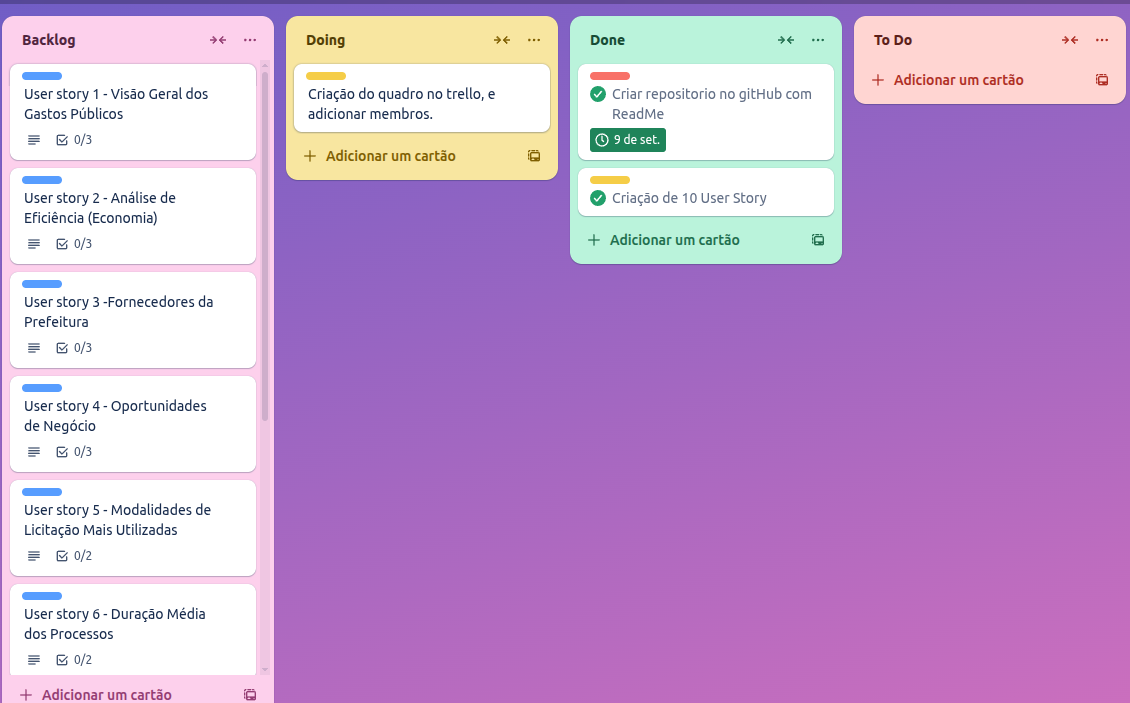 Backlog
User story 1 - Visão Geral dos
Gastos Públicos
0/3
User story 2 - Análise de
Eficiência (Economia)
0/3
User story 3 -Fornecedores da
Prefeitura
0/3
User story 4 - Oportunidades
de Negócio
0/3
User story 5 - Modalidades de
Licitação Mais Utilizadas
0/2
User story 6 - Duração Média
dos Processos
0/2
Adicionar um cartão
Doing
Criação do quadro no trello, e
adicionar membros.
Adicionar um cartão
Done
Criar repositorio no gitHub com
ReadMe
9 de set.
Criação de 10 User Story
Adicionar um cartão
To Do
Adicionar um cartão